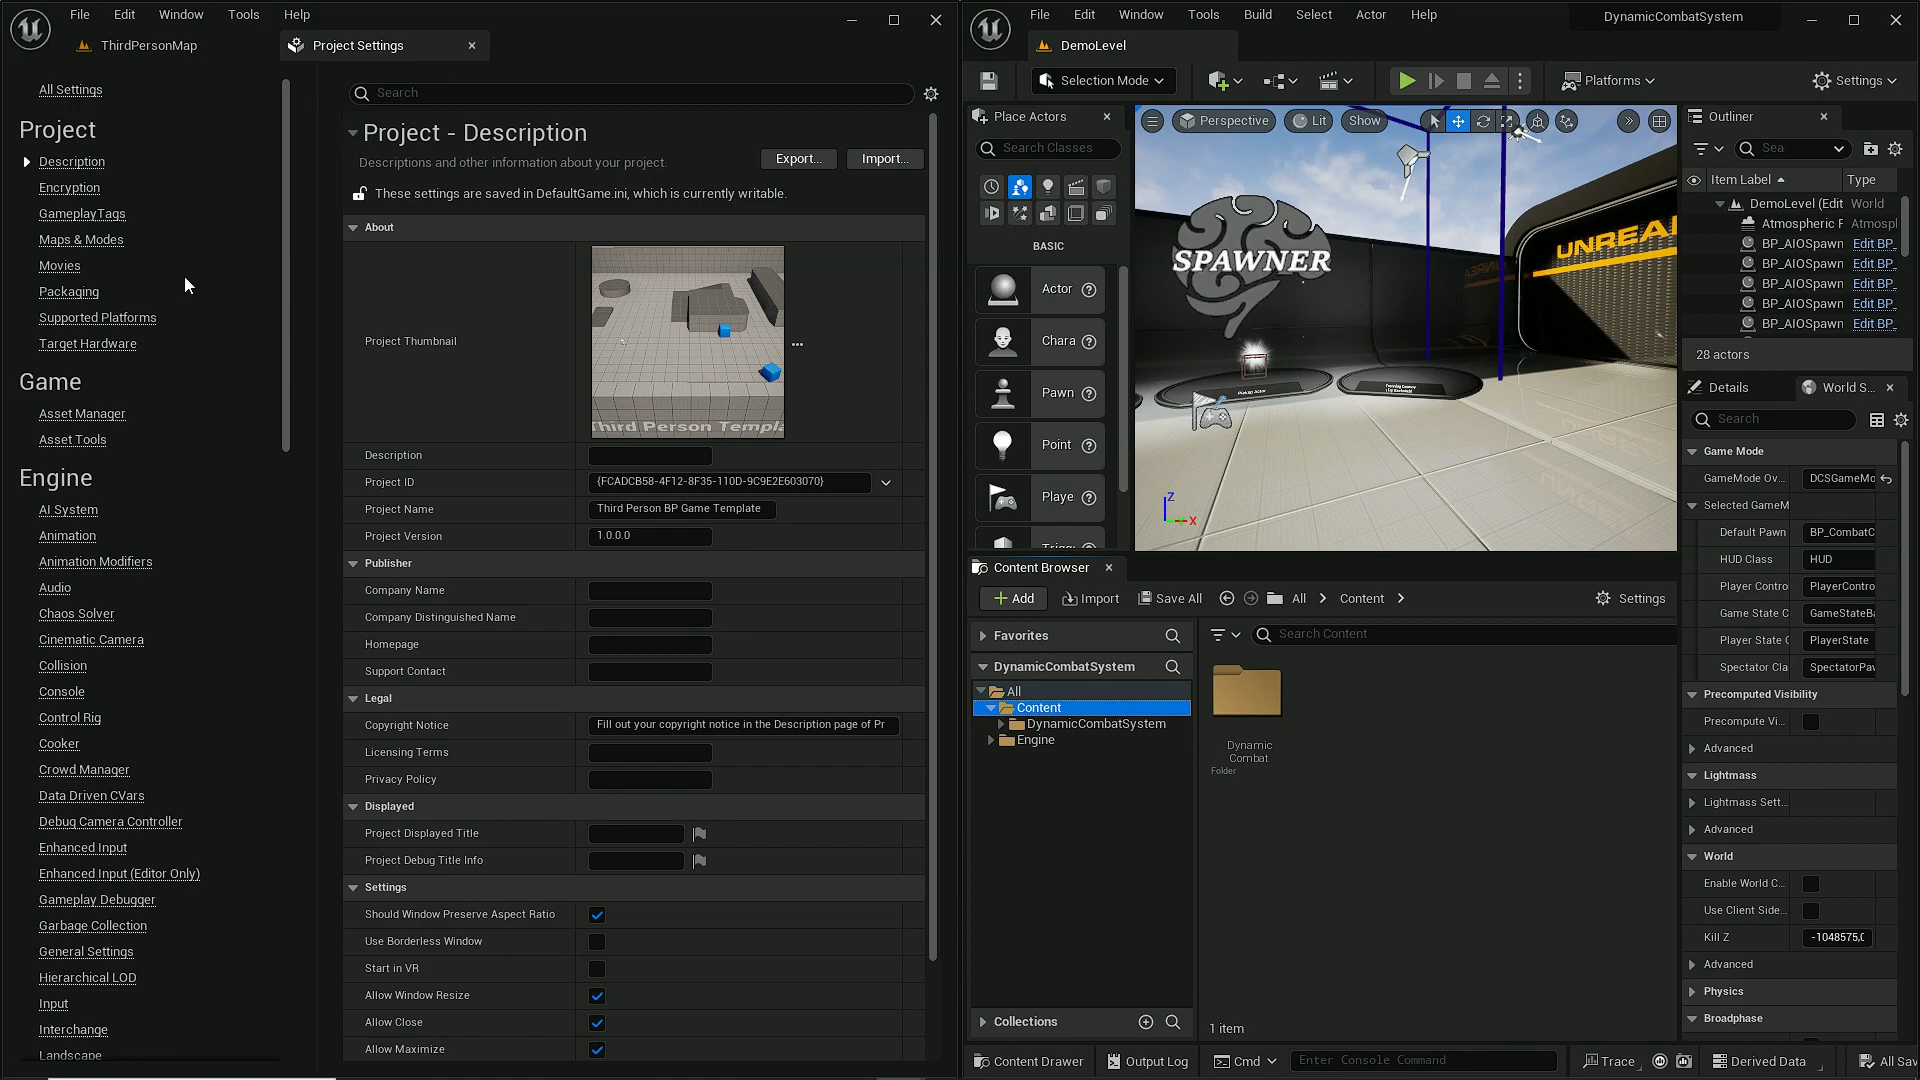 File Edit Window Tools Help
ThirdPersonMap
Project Settings
All Settings
Project
Description
Encryption
GameplayTags
Maps & Modes
Movies
Packaging
Supported Platforms
Target Hardware
Game
Asset Manager
Asset Tools
Engine
AI System
Animation
Animation Modifiers
Audio
Chaos Solver
Cinematic Camera
Collision
Console
Control Rig
Cooker
Crowd Manager
Data Driven CVars
Debug Camera Controller
Enhanced Input
Enhanced Input (Editor Only)
Gameplay Debugger
Garbage Collection
General Settings
Hierarchical LOD
Input
Interchange
Landscape
Search
Project - Description
Descriptions and other information about your project.
Export...
Import...
These settings are saved in DefaultGame.ini, which is currently writable.
About
Project Thumbnail
Third Person Templa
Description
Project ID
{FCADCB58-4F12-8F35-110D-9C9E2E603070}
Project Name
Third Person BP Game Template
Project Version
1.0.0.0
Publisher
Company Name
Company Distinguished Name
Homepage
Support Contact
Legal
Copyright Notice
Fill out your copyright notice in the Description page of Pr
Licensing Terms
Privacy Policy
Displayed
Project Displayed Title
Project Debug Title Info
Settings
Should Window Preserve Aspect Ratio
Use Borderless Window
Start in VR
Allow Window Resize
Allow Close
Allow Maximize
File Edit Window Tools Build Select Actor Help
DynamicCombatSystem
DemoLevel
Selection Mode
Platforms
Settings
Place Actors
Search Classes
BASIC
Actor
Chara
Pawn
Point
Playe
Trigg
Perspective
Lit
Show
SPAWNER
UNREA
Z
X
Outliner
Sea
Item Label
Type
DemoLevel (Edit World
Atmospheric F Atmospl
BP_AIOSpawn Edit BP_
BP_AIOSpawn Edit BP_
BP_AIOSpawn Edit BP_
BP_AIOSpawn Edit BP_
BP_AIOSpawn Edit BP_
28 actors
Details
World S...
Search
Game Mode
GameMode Ov... DCSGameMo
Selected GameM
Default Pawn BP_CombatC
HUD Class HUD
Player Contro PlayerContro
Game State C GameStateBa
Player State C PlayerState
Spectator Cla SpectatorPaw
Precomputed Visibility
Precompute Vi...
Advanced
Lightmass
Lightmass Sett...
Advanced
World
Enable World C...
Use Client Side...
Kill Z -1048575,0
Advanced
Physics
Broadphase
Content Browser
Add
Import
Save All
All
Content
Settings
Favorites
DynamicCombatSystem
All
Content
DynamicCombatSystem
Engine
Collections
Search Content
Dynamic
Combat
Folder
1 item
Content Drawer
Output Log
Cmd
Enter Console Command
Trace
Derived Data
All Sav